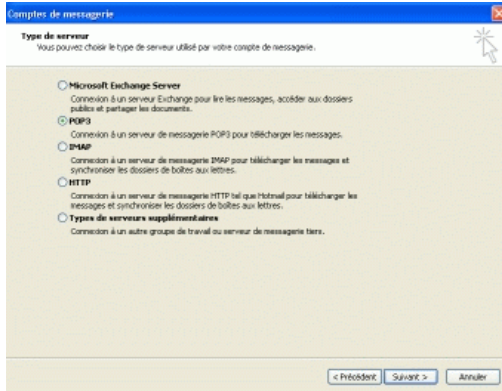 Comptes de messagerie
Type de serveur
Vous pouvez choisir le type de serveur utilisé par votre compte de messagerie.
Microsoft Exchange Server
Connexion à un serveur Exchange pour lire les messages, accéder aux dossiers
publics et partager les documents.
POP3
Connexion à un serveur de messagerie POP3 pour télécharger les messages.
IMAP
Connexion à un serveur de messagerie IMAP pour télécharger les messages et
synchroniser les dossiers de boîtes aux lettres.
HTTP
Connexion à un serveur de messagerie HTTP tel que Hotmail pour télécharger les
messages et synchroniser les dossiers de boîtes aux lettres.
Types de serveurs supplémentaires
Connexion à un autre groupe de travail ou serveur de messagerie tiers.
< Précédent
Suivant >
Annuler